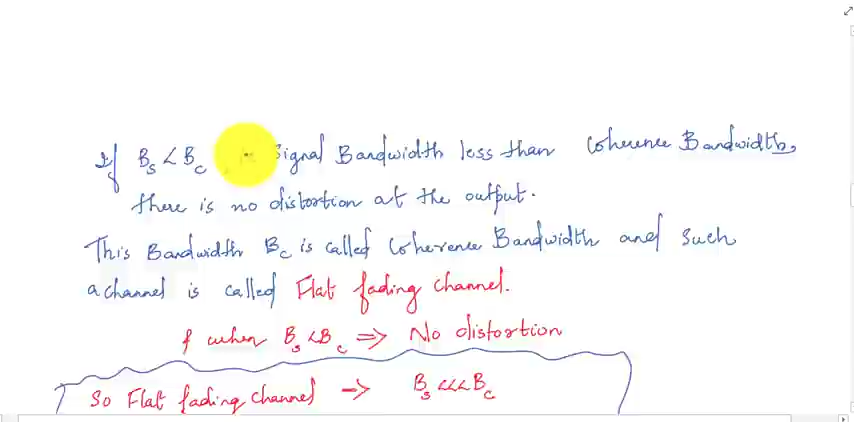 If Bs < Bc Signal Bandwidth less than Coherence Bandwidth,
there is no distortion at the output.
This Bandwidth Bc is called Coherence Bandwidth and such
a channel is called Flat fading channel.
& when Bs < Bc ⇒ No distortion
So Flat fading channel → Bs <<< Bc